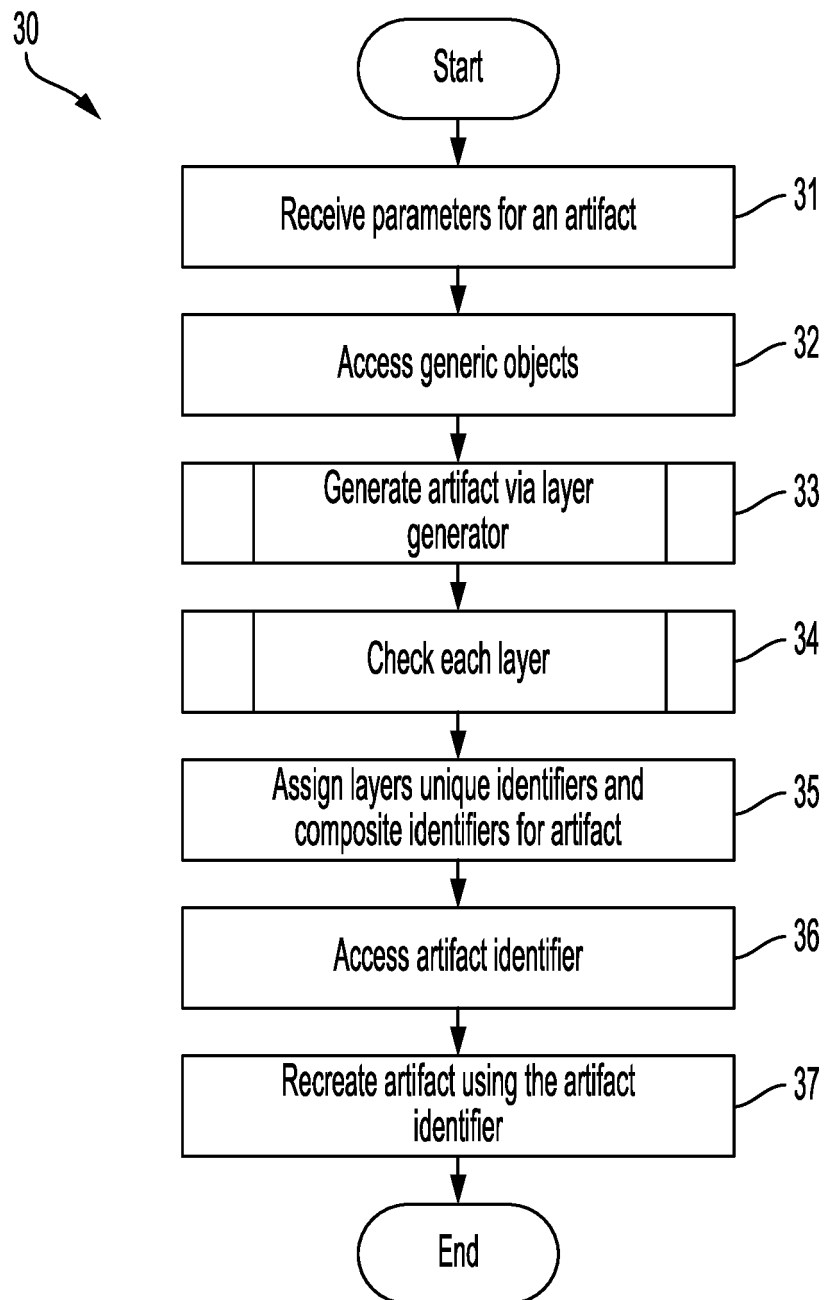 30
Start
Receive parameters for an artifact
31
Access generic objects
32
Generate artifact via layer
generator
33
Check each layer
34
Assign layers unique identifiers and
composite identifiers for artifact
35
Access artifact identifier
36
Recreate artifact using the artifact
identifier
37
End